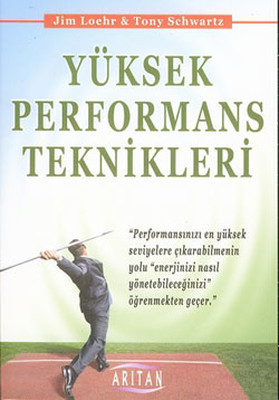 Jim Loehr & Tony Schwartz
YÜKSEK
PERFORMANS
TEKNİKLERİ
"Performansınızı en yüksek
seviyelere çıkarabilmenin
yolu "enerjinizi nasıl
yönetebileceğinizi"
öğrenmekten geçer."
ARITAN